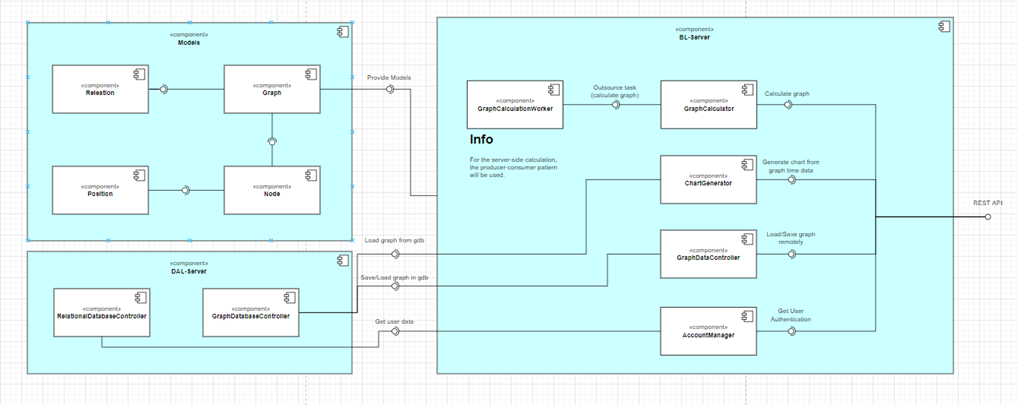 «component»
Models
«component»
Releation
«component»
Graph
«component»
Position
«component»
Node
Provide Models
«component»
DAL-Server
«component»
RelationalDatabaseController
«component»
GraphDatabaseController
Load graph from gdb
Save/Load graph in gdb
Get user data
«component»
BL-Server
«component»
GraphCalculationWorker
Outsource task
(calculate graph)
«component»
GraphCalculator
Calculate graph
Info
For the server-side calculation,
the producer-consumer pattern
will be used.
«component»
ChartGenerator
Generate chart from
graph time data
«component»
GraphDataController
Load/Save graph
remotely
«component»
AccountManager
Get User
Authentication
REST API